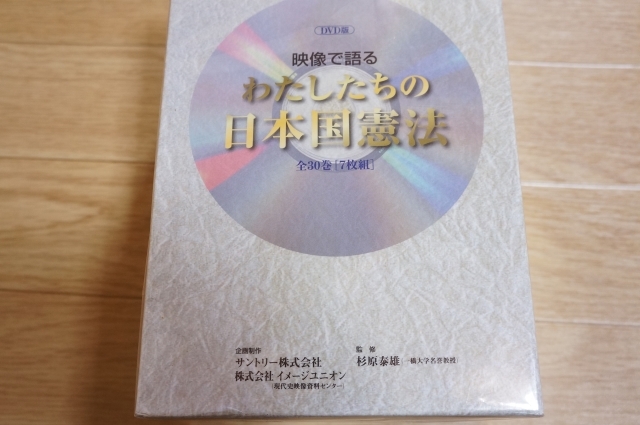 DVD版
映像で語る
わたしたちの
日本国憲法
全30巻[7枚組]
企画制作
サントリー株式会社
株式会社イメージユニオン
(現代史映像資料センター)
監修
杉原泰雄(一橋大学名誉教授)